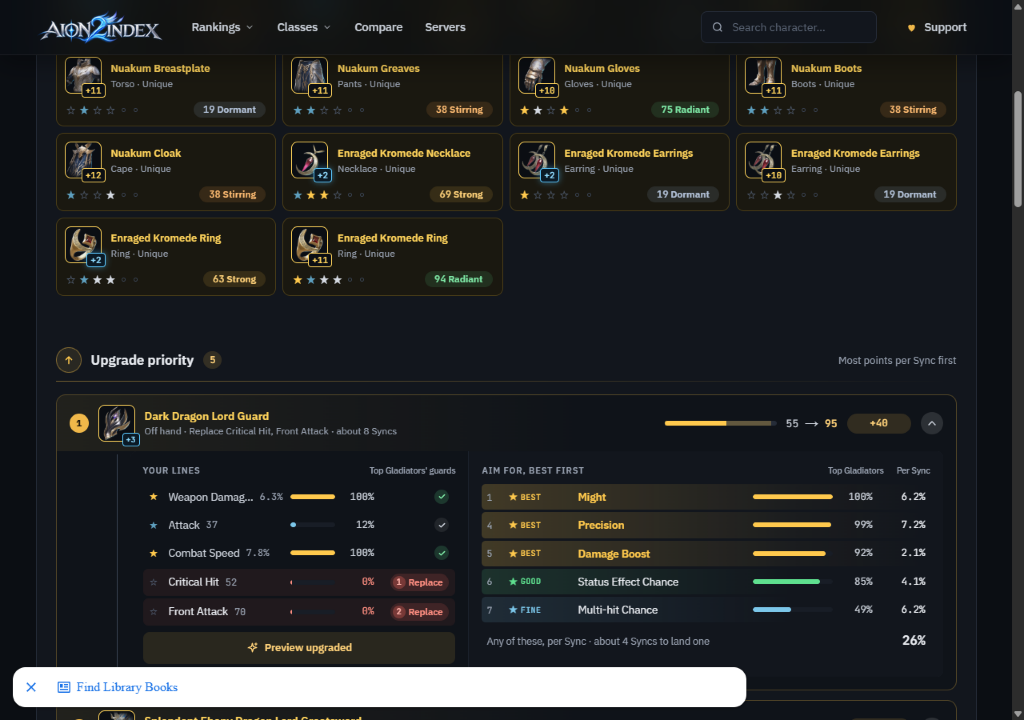 AION2INDEX
Rankings
Classes
Compare
Servers
Search character...
Support
Nuakum Breastplate
Torso · Unique
+11
19 Dormant
Nuakum Greaves
Pants · Unique
+11
38 Stirring
Nuakum Gloves
Gloves · Unique
+10
75 Radiant
Nuakum Boots
Boots · Unique
+11
38 Stirring
Nuakum Cloak
Cape · Unique
+12
38 Stirring
Enraged Kromede Necklace
Necklace · Unique
+2
69 Strong
Enraged Kromede Earrings
Earring · Unique
+2
19 Dormant
Enraged Kromede Earrings
Earring · Unique
+10
19 Dormant
Enraged Kromede Ring
Ring · Unique
+2
63 Strong
Enraged Kromede Ring
Ring · Unique
+11
94 Radiant
Upgrade priority 5
Most points per Sync first
1
+3
Dark Dragon Lord Guard
Off hand · Replace Critical Hit, Front Attack · about 8 Syncs
55 → 95
+40
YOUR LINES
Top Gladiators' guards
Weapon Damag... 6.3% 100%
Attack 37 12%
Combat Speed 7.8% 100%
Critical Hit 52 0% 1 Replace
Front Attack 70 0% 2 Replace
Preview upgraded
AIM FOR, BEST FIRST
Top Gladiators Per Sync
1 BEST Might 100% 6.2%
4 BEST Precision 99% 7.2%
5 BEST Damage Boost 92% 2.1%
6 GOOD Status Effect Chance 85% 4.1%
7 FINE Multi-hit Chance 49% 6.2%
Any of these, per Sync · about 4 Syncs to land one 26%
Find Library Books